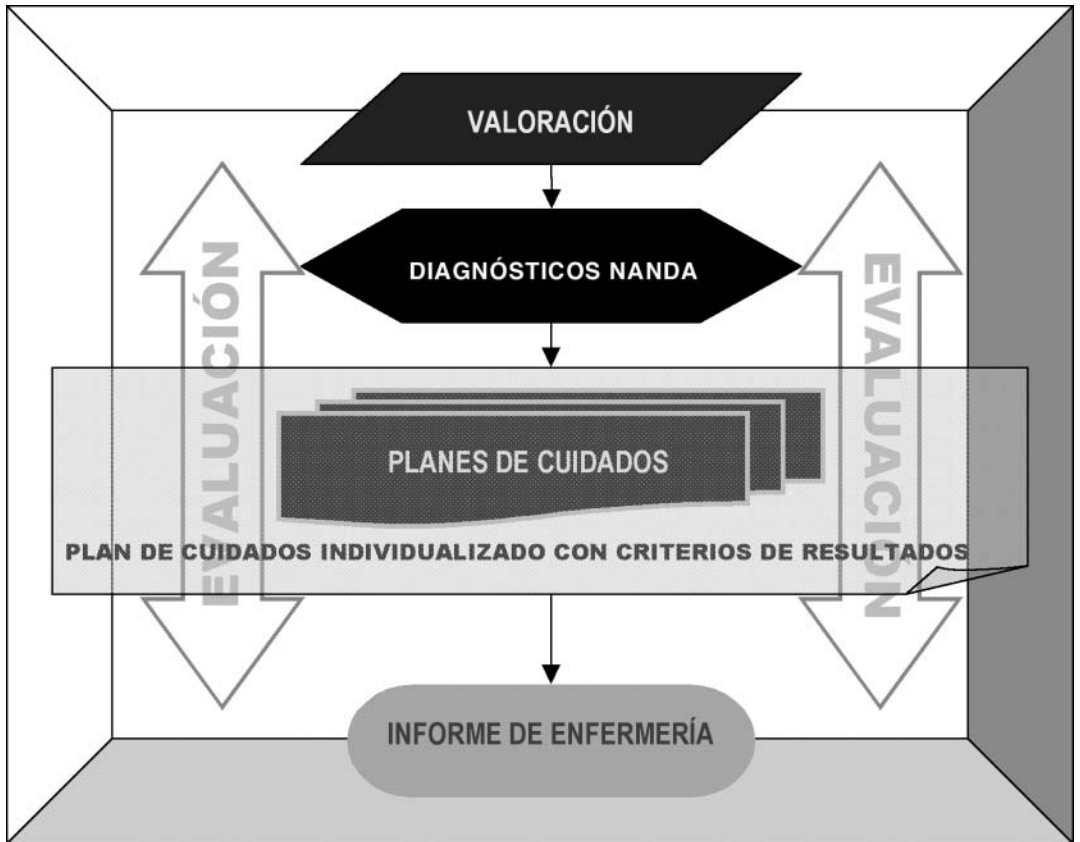 VALORACIÓN
DIAGNÓSTICOS NANDA
EVALUACIÓN
EVALUACIÓN
PLANES DE CUIDADOS
PLAN DE CUIDADOS INDIVIDUALIZADO CON CRITERIOS DE RESULTADOS
INFORME DE ENFERMERÍA